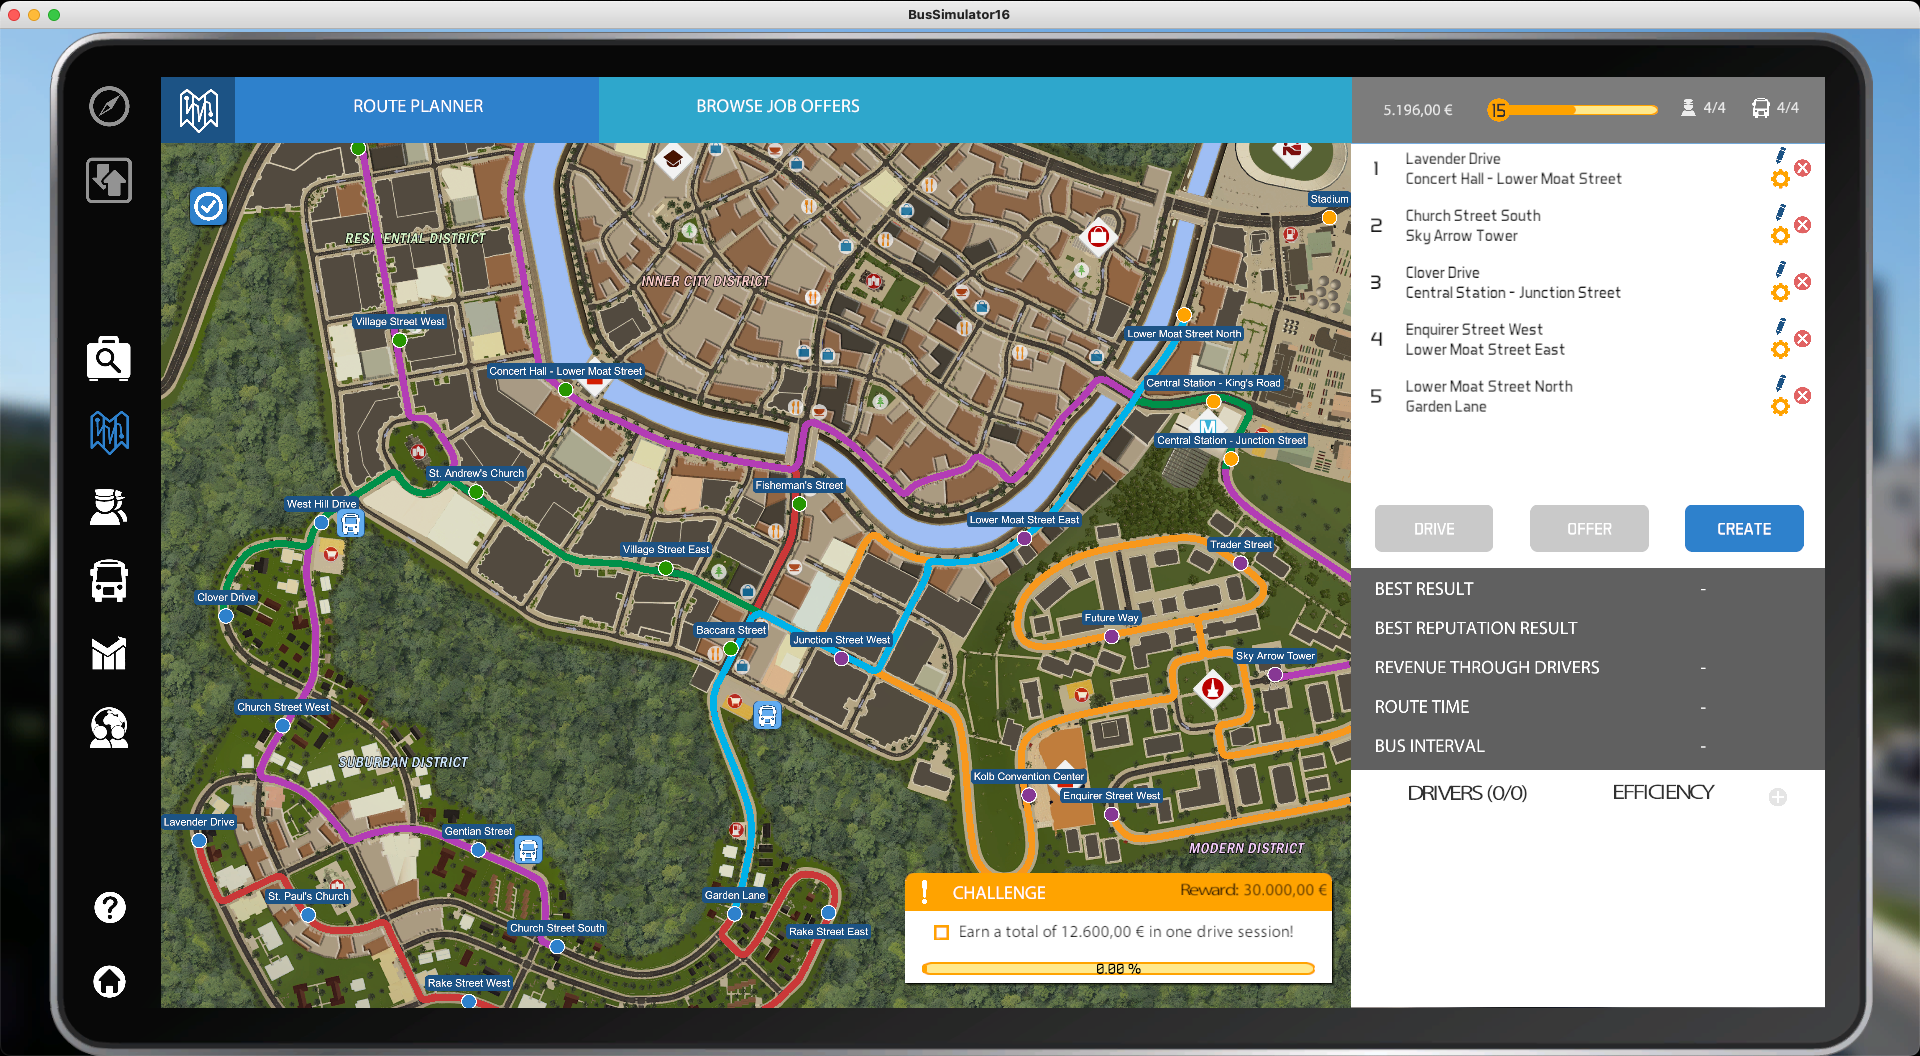 BusSimulator16
ROUTE PLANNER
BROWSE JOB OFFERS
5.196,00 €
15
4/4
4/4
1
Lavender Drive
Concert Hall - Lower Moat Street
2
Church Street South
Sky Arrow Tower
3
Clover Drive
Central Station - Junction Street
4
Enquirer Street West
Lower Moat Street East
5
Lower Moat Street North
Garden Lane
DRIVE
OFFER
CREATE
BEST RESULT -
BEST REPUTATION RESULT
REVENUE THROUGH DRIVERS -
ROUTE TIME -
BUS INTERVAL -
DRIVERS (0/0)
EFFICIENCY
Stadium
RESIDENTIAL DISTRICT
INNER CITY DISTRICT
Village Street West
Lower Moat Street North
Concert Hall - Lower Moat Street
Central Station - King's Road
M
Central Station - Junction Street
St. Andrew's Church
Fisherman's Street
West Hill Drive
Lower Moat Street East
Village Street East
Trader Street
Clover Drive
Future Way
Baccara Street
Junction Street West
Sky Arrow Tower
Church Street West
SUBURBAN DISTRICT
Kolb Convention Center
Enquirer Street West
Lavender Drive
Gentian Street
MODERN DISTRICT
St. Paul's Church
Garden Lane
Church Street South
Rake Street East
Rake Street West
! CHALLENGE
Reward: 30.000,00 €
Earn a total of 12.600,00 € in one drive session!
0.00 %
?